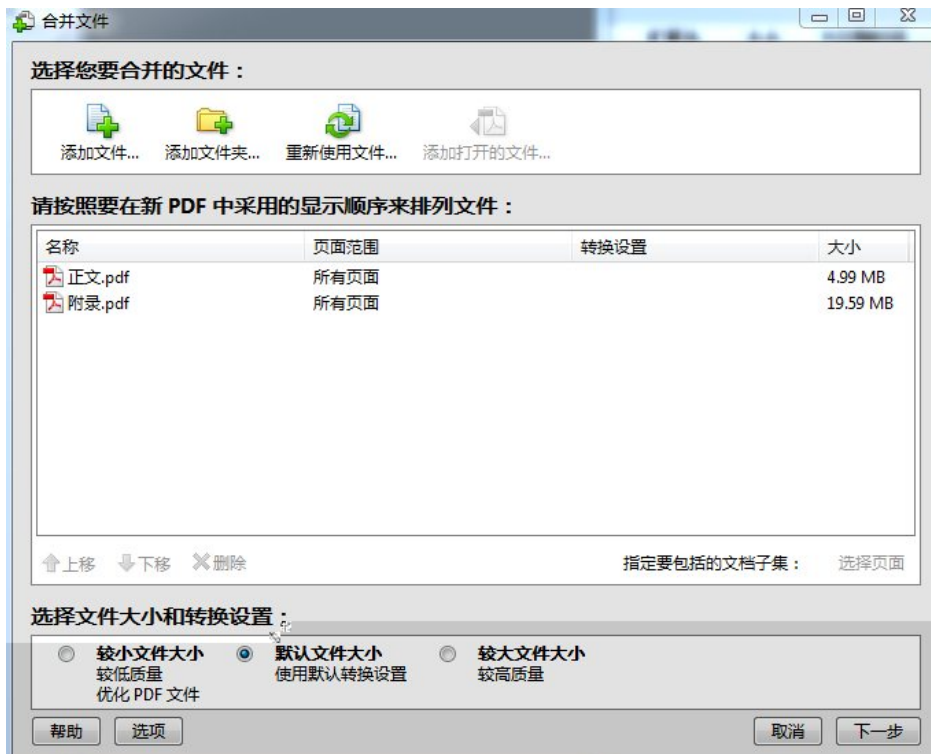 合并文件
选择您要合并的文件：
添加文件... 添加文件夹... 重新使用文件... 添加打开的文件...
请按照要在新 PDF 中采用的显示顺序来排列文件：
名称 页面范围 转换设置 大小
正文.pdf 所有页面 4.99 MB
附录.pdf 所有页面 19.59 MB
上移 下移 删除 指定要包括的文档子集： 选择页面
选择文件大小和转换设置：
较小文件大小 默认文件大小 较大文件大小
较低质量 使用默认转换设置 较高质量
优化 PDF 文件
帮助 选项 取消 下一步